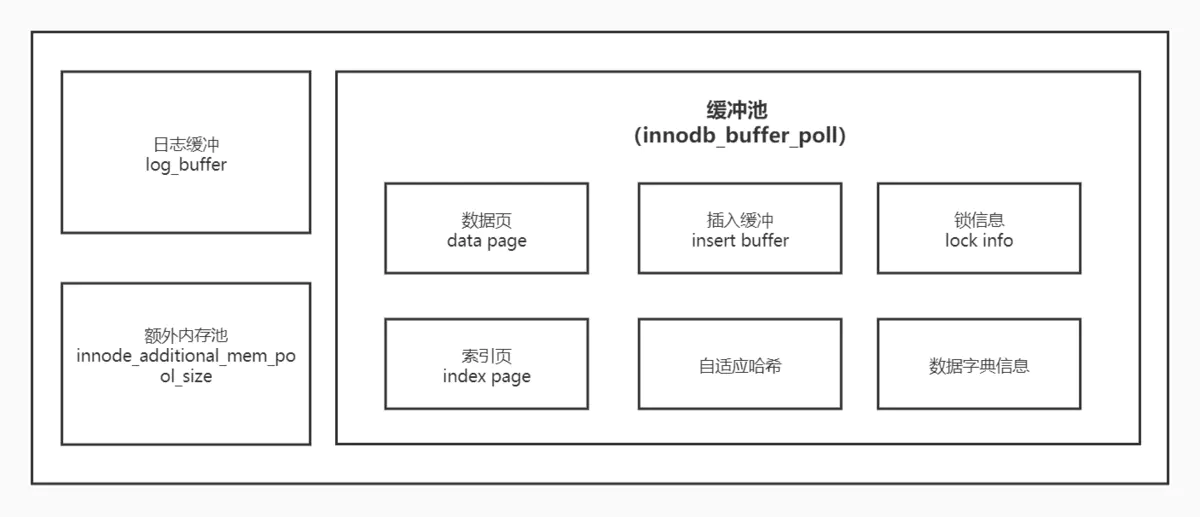 日志缓冲
log_buffer
额外内存池
innode_additional_mem_po
ol_size
缓冲池
（innodb_buffer_poll）
数据页
data page
插入缓冲
insert buffer
锁信息
lock info
索引页
index page
自适应哈希
数据字典信息